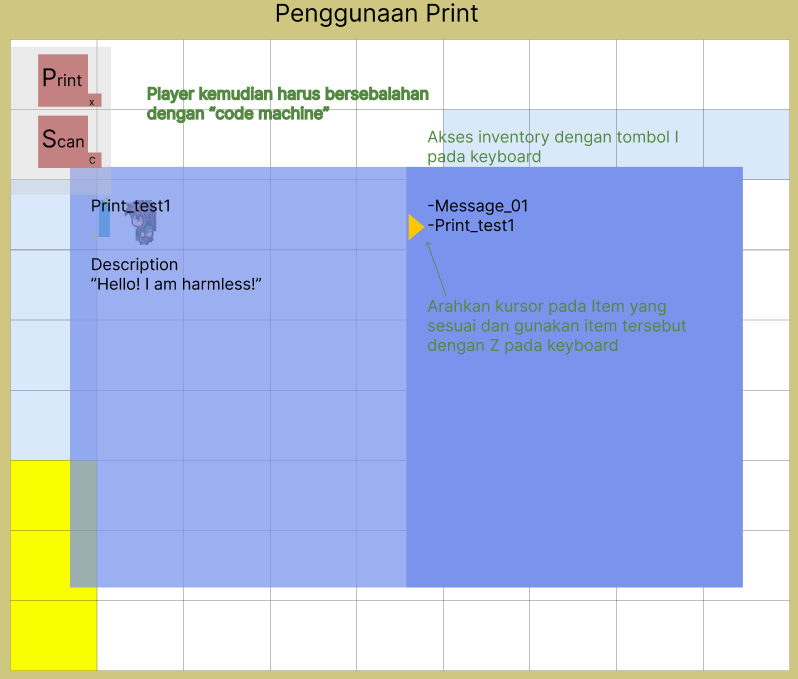 Penggunaan Print
Print
x
Scan
C
Player kemudian harus bersebalahan
dengan “code machine”
Akses inventory dengan tombol I
pada keyboard
Print_test1
Description
”Hello! I am harmless!”
-Message_01
-Print_test1
Arahkan kursor pada Item yang
sesuai dan gunakan item tersebut
dengan Z pada keyboard